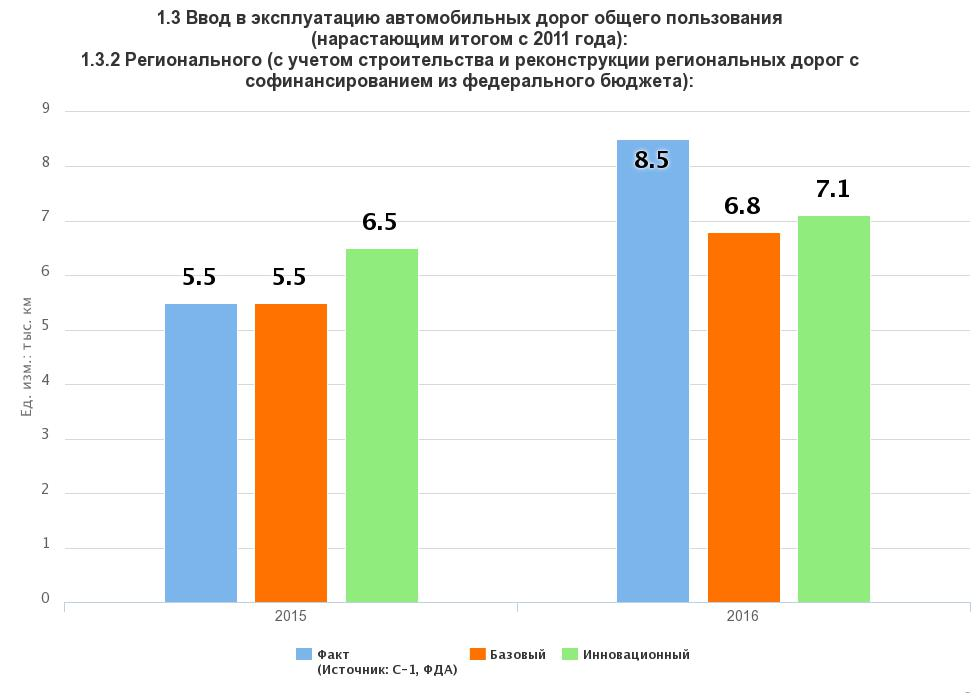 1.3 Ввод в эксплуатацию автомобильных дорог общего пользования
(нарастающим итогом с 2011 года):
1.3.2 Регионального (с учетом строительства и реконструкции региональных дорог с
софинансированием из федерального бюджета):
Ед. изм.: тыс. км
9
8
7
6
5
4
3
2
1
0
5.5
5.5
6.5
8.5
6.8
7.1
2015
2016
Факт
(Источник: С-1, ФДА)
Базовый
Инновационный